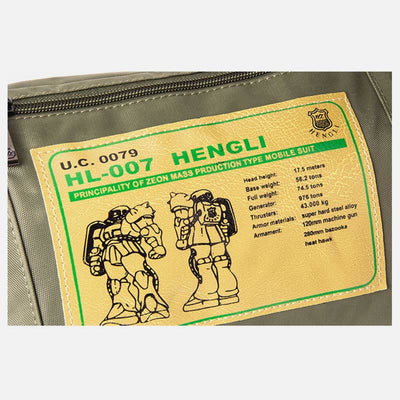 HENGLI
U.C. 0079
HL-007 HENGLI
PRINCIPALITY OF ZEON MASS PRDUCTION TYPE MOBILE SUIT
Head height: 17.5 meters
Base weight: 56.2 tons
Full weight: 74.5 tons
Generator: 976 tons
Thrusters: 43.000 kg
Armor materials: super hard steel alloy
Armament: 120mm machine gun
280mm bazooka
heat hawk